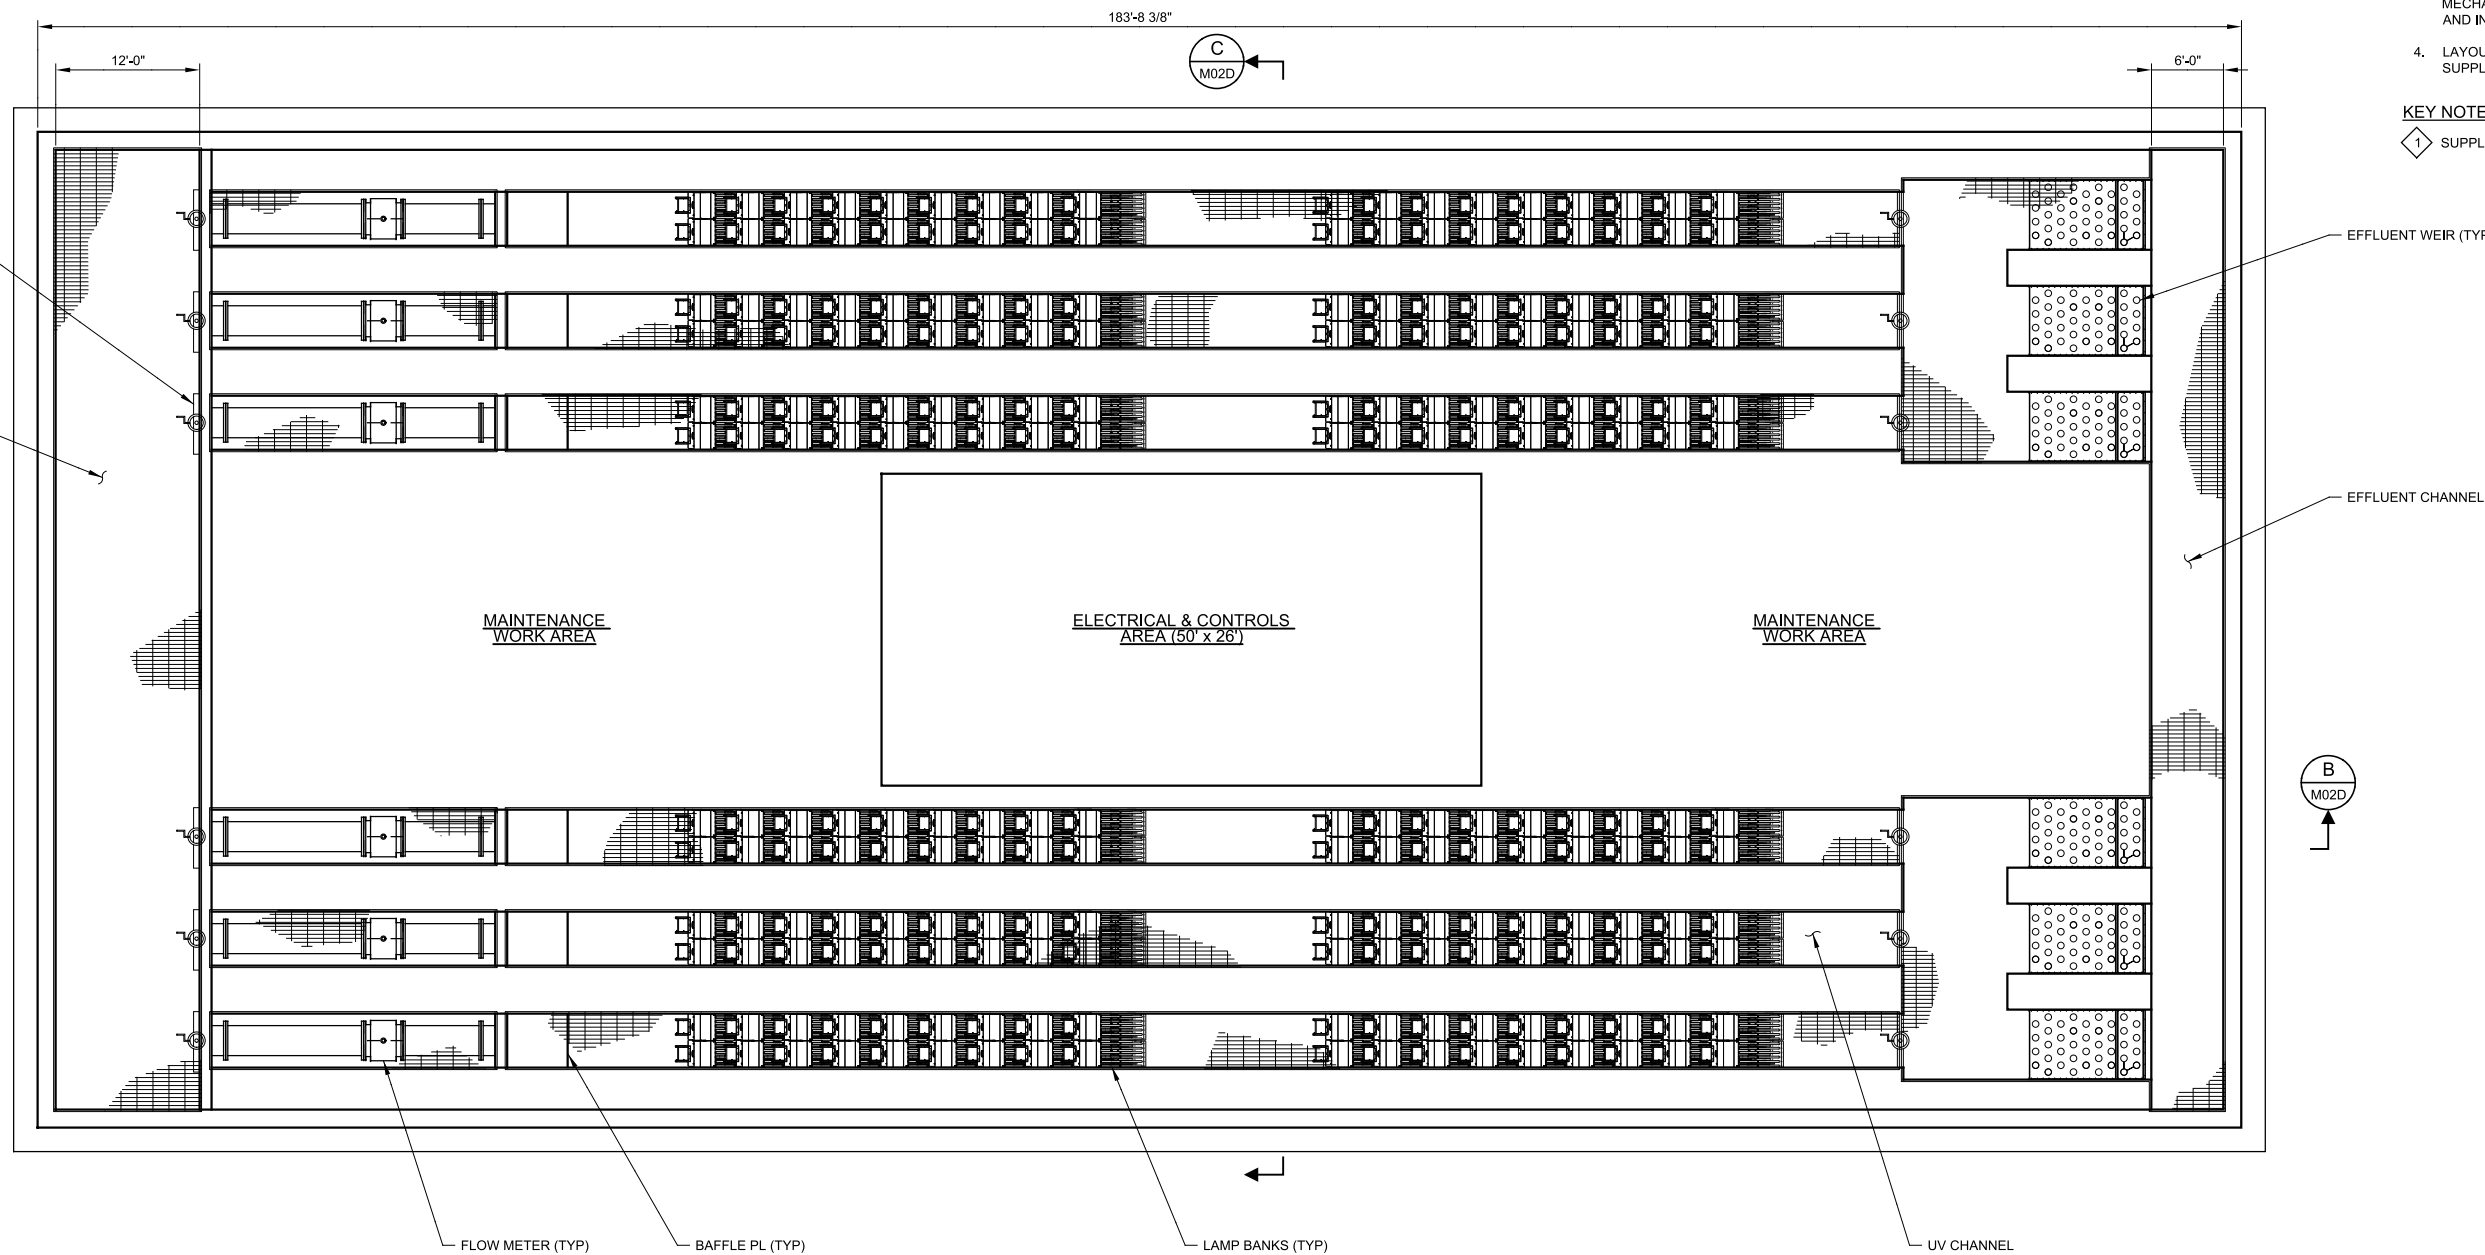 183'-8 3/8"
12'-0"
C
M02D
6'-0"
AND IN
4. LAYOU
SUPPL
KEY NOTE
1 SUPPL
EFFLUENT WEIR (TYP
EFFLUENT CHANNEL
MAINTENANCE
WORK AREA
ELECTRICAL & CONTROLS
AREA (50' x 26')
MAINTENANCE
WORK AREA
B
M02D
FLOW METER (TYP)
BAFFLE PL (TYP)
LAMP BANKS (TYP)
UV CHANNEL